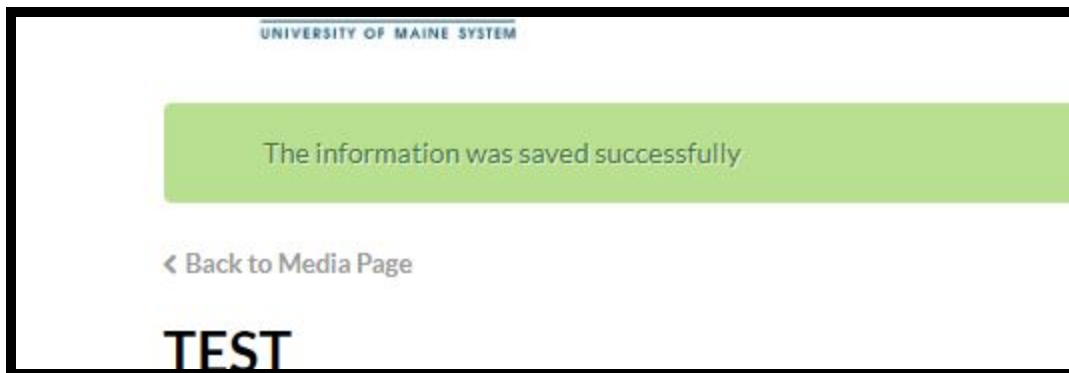 UNIVERSITY OF MAINE SYSTEM
The information was saved successfully
Back to Media Page
TEST